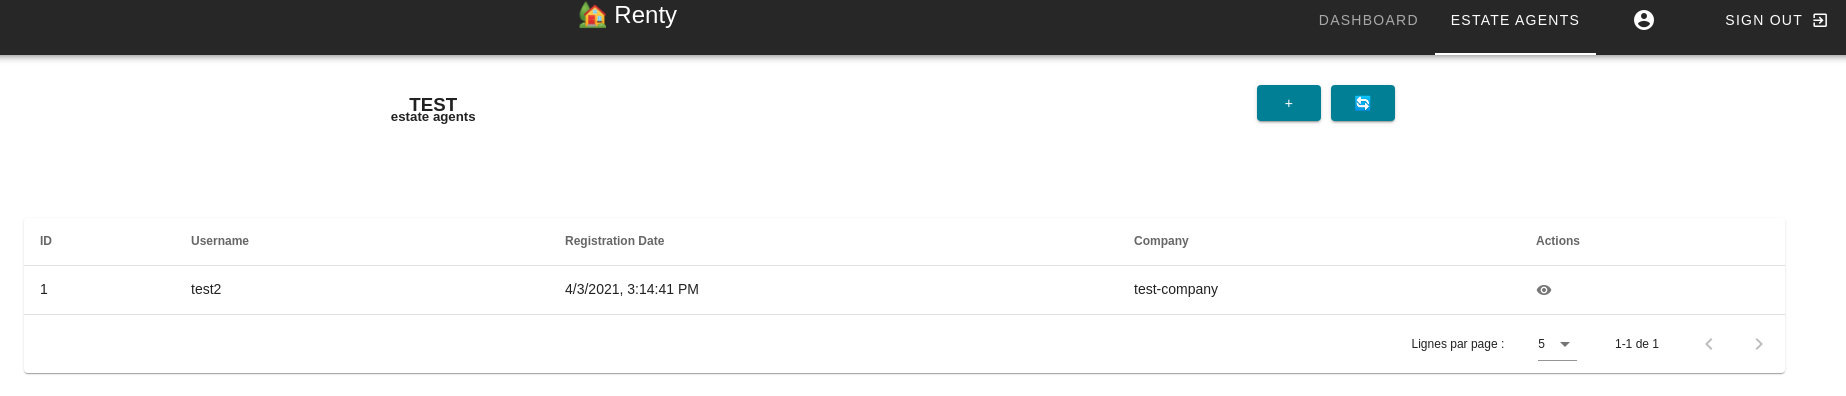 🏡 Renty
DASHBOARD ESTATE AGENTS SIGN OUT
TEST
estate agents
+
ID Username Registration Date Company Actions
1 test2 4/3/2021, 3:14:41 PM test-company
Lignes par page : 5 1-1 de 1